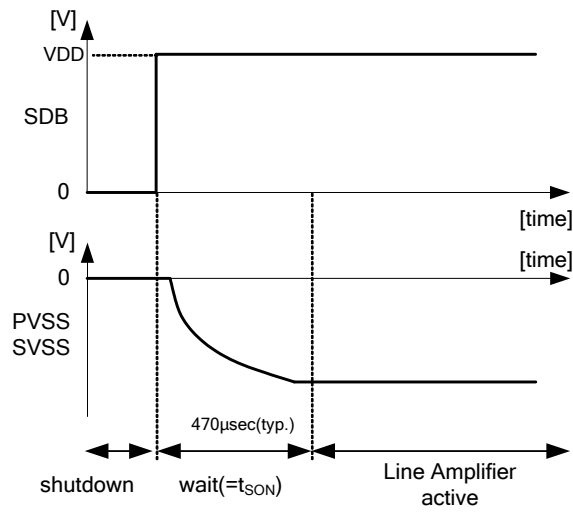 [V]
VDD
SDB
0
[time]
[V]
[time]
0
PVSS
SVSS
470μsec(typ.)
shutdown
wait(=tSON)
Line Amplifier
active